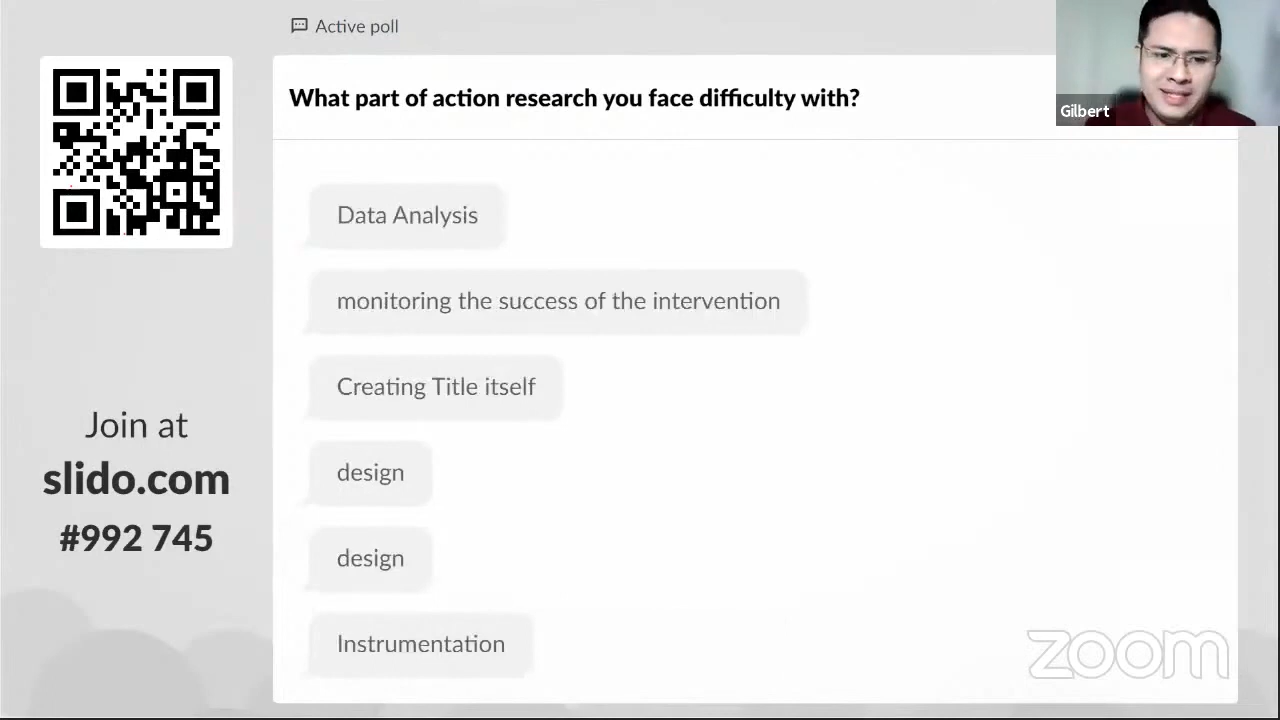 Active poll
What part of action research you face difficulty with?
Gilbert
Data Analysis
monitoring the success of the intervention
Creating Title itself
design
design
Instrumentation
Join at
slido.com
#992 745
zoom